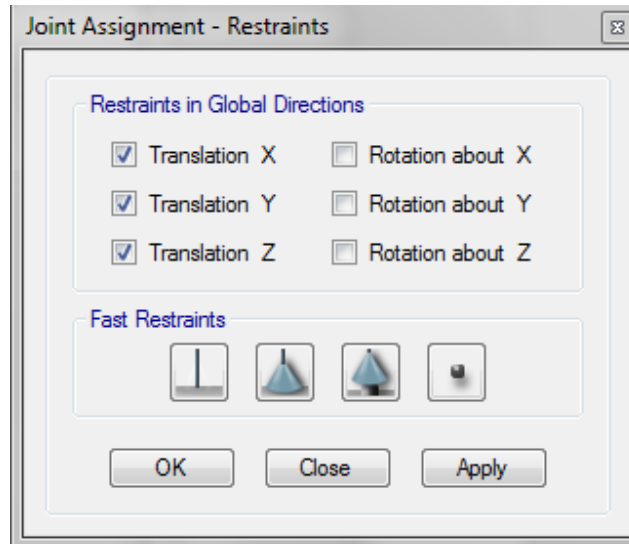 Joint Assignment - Restraints
Restraints in Global Directions
Translation X Rotation about X
Translation Y Rotation about Y
Translation Z Rotation about Z
Fast Restraints
OK Close Apply